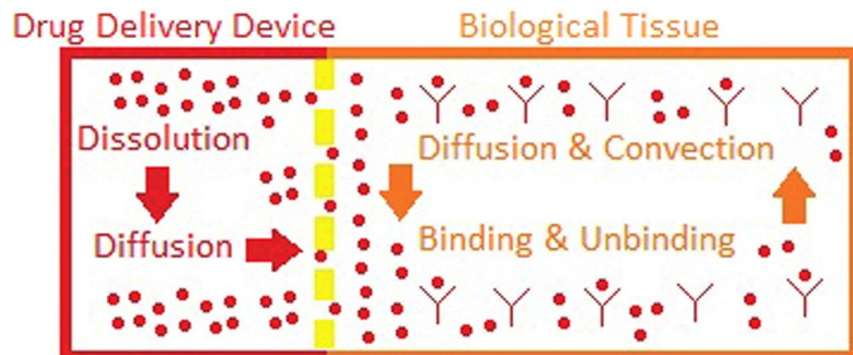 Drug Delivery Device
Biological Tissue
Dissolution
Diffusion & Convection
Diffusion
Binding & Unbinding